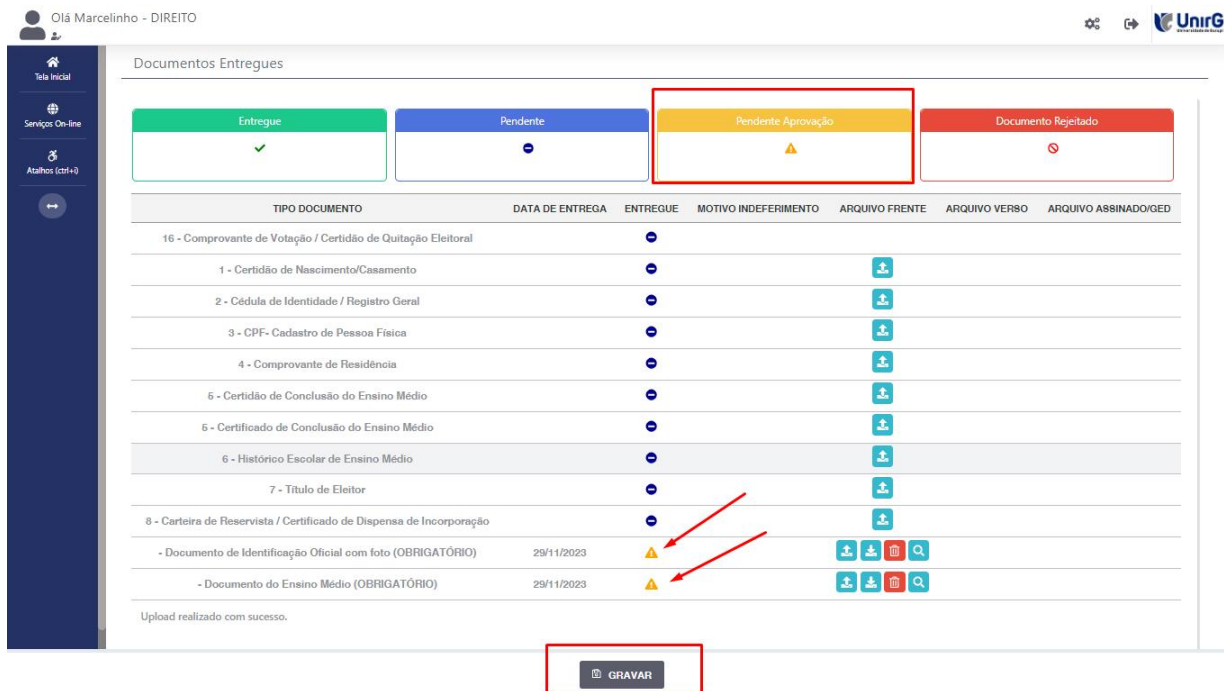 Olá Marcelinho - DIREITO
UnirG
Tela Inicial
Serviços On-line
Atalhos (ctrl+i)
Documentos Entregues
Entregue Pendente Pendente Aprovação Documento Rejeitado
TIPO DOCUMENTO DATA DE ENTREGA ENTREGUE MOTIVO INDEFERIMENTO ARQUIVO FRENTE ARQUIVO VERSO ARQUIVO ASSINADO/GED
16 - Comprovante de Votação / Certidão de Quitação Eleitoral
1 - Certidão de Nascimento/Casamento
2 - Cédula de Identidade / Registro Geral
3 - CPF- Cadastro de Pessoa Física
4 - Comprovante de Residência
5 - Certidão de Conclusão do Ensino Médio
5 - Certificado de Conclusão do Ensino Médio
6 - Histórico Escolar de Ensino Médio
7 - Título de Eleitor
8 - Carteira de Reservista / Certificado de Dispensa de Incorporação
- Documento de Identificação Oficial com foto (OBRIGATÓRIO) 29/11/2023
- Documento do Ensino Médio (OBRIGATÓRIO) 29/11/2023
Upload realizado com sucesso.
GRAVAR